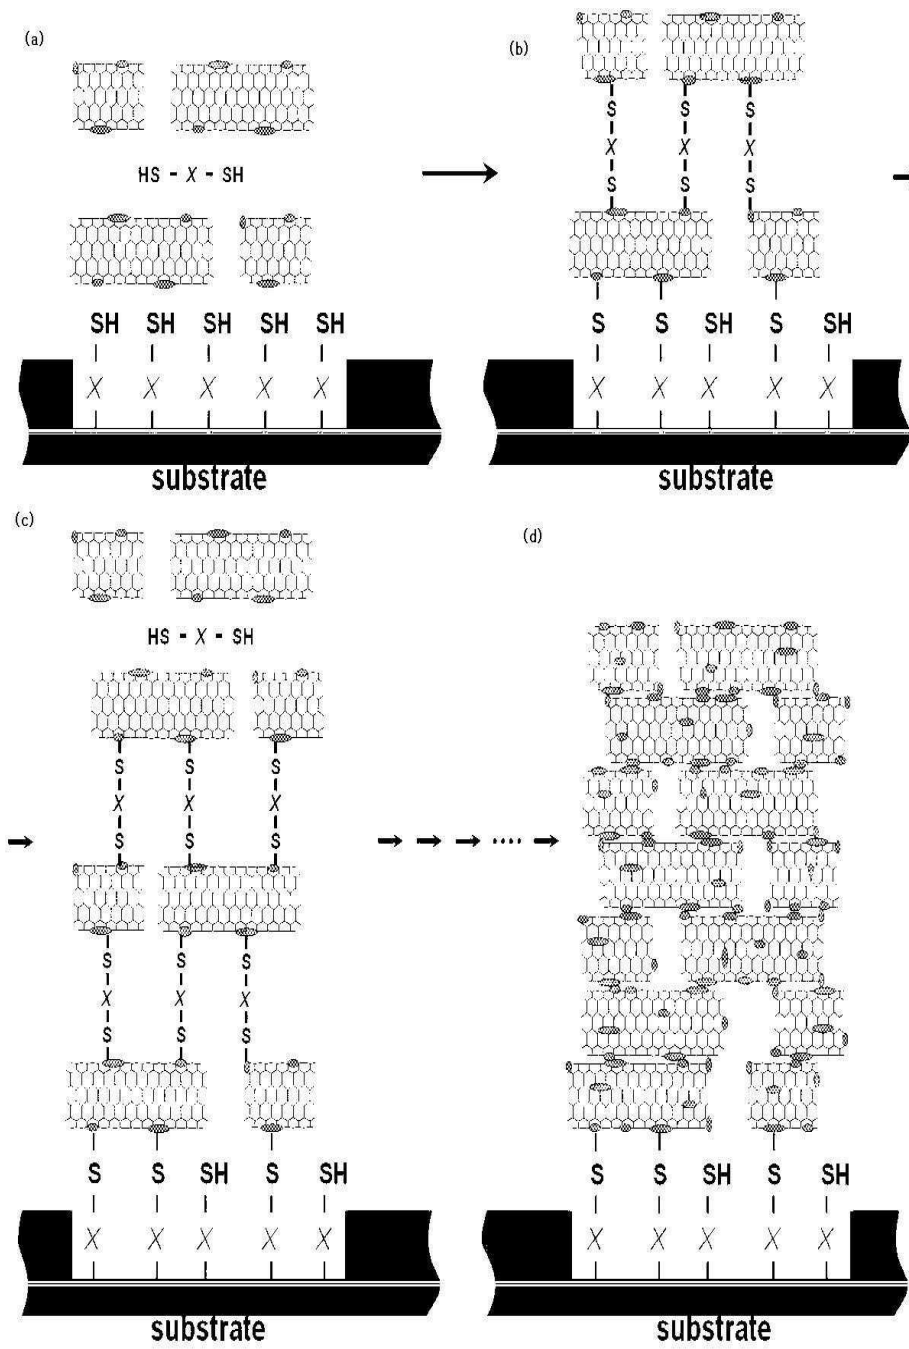 (a)
HS - X - SH
SH SH SH SH SH
X X X X X
substrate
(b)
S S S
X X X
S S S
S S SH S SH
X X X X X
substrate
(c)
HS - X - SH
S S S
X X X
S S S
S S S
X X X
S S S
S S SH S SH
X X X X X
substrate
(d)
S S SH S SH
X X X X X
substrate